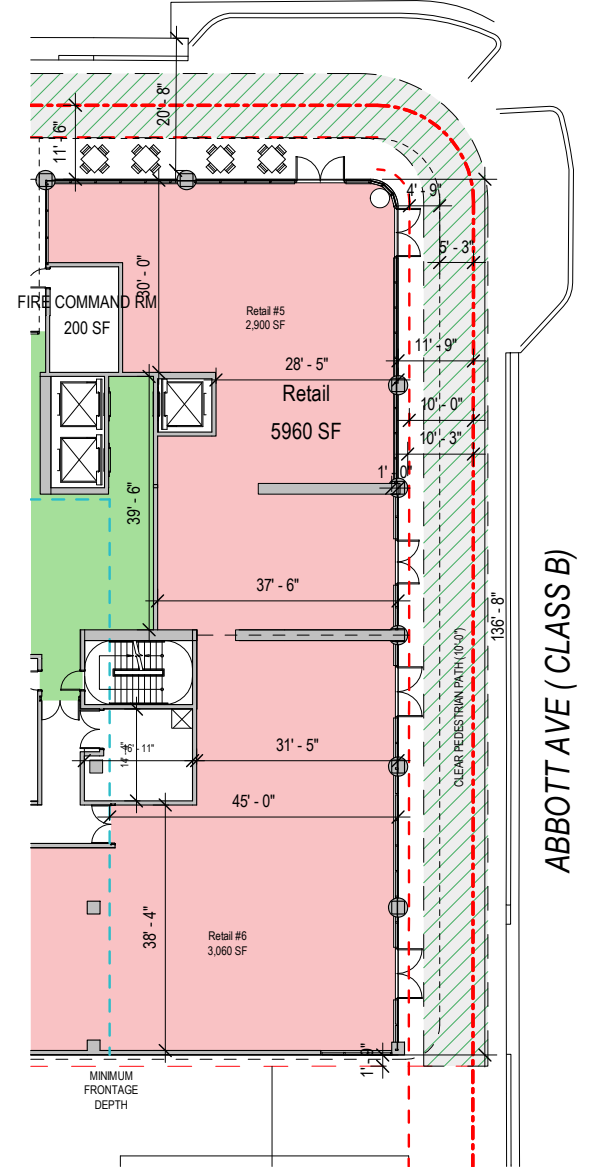 20' - 8"
11' - 6"
4' - 9"
5' - 3"
30' - 0"
FIRE COMMAND RM
200 SF
Retail #5
2,900 SF
11' - 9"
28' - 5"
Retail
5960 SF
10' - 0"
10' - 3"
1' - 0"
39' - 6"
37' - 6"
136' - 8"
ABBOTT AVE ( CLASS B)
CLEAR PEDESTRIAN PATH (10'-0")
16' - 11"
31' - 5"
45' - 0"
38' - 4"
Retail #6
3,060 SF
1' - 9"
MINIMUM
FRONTAGE
DEPTH